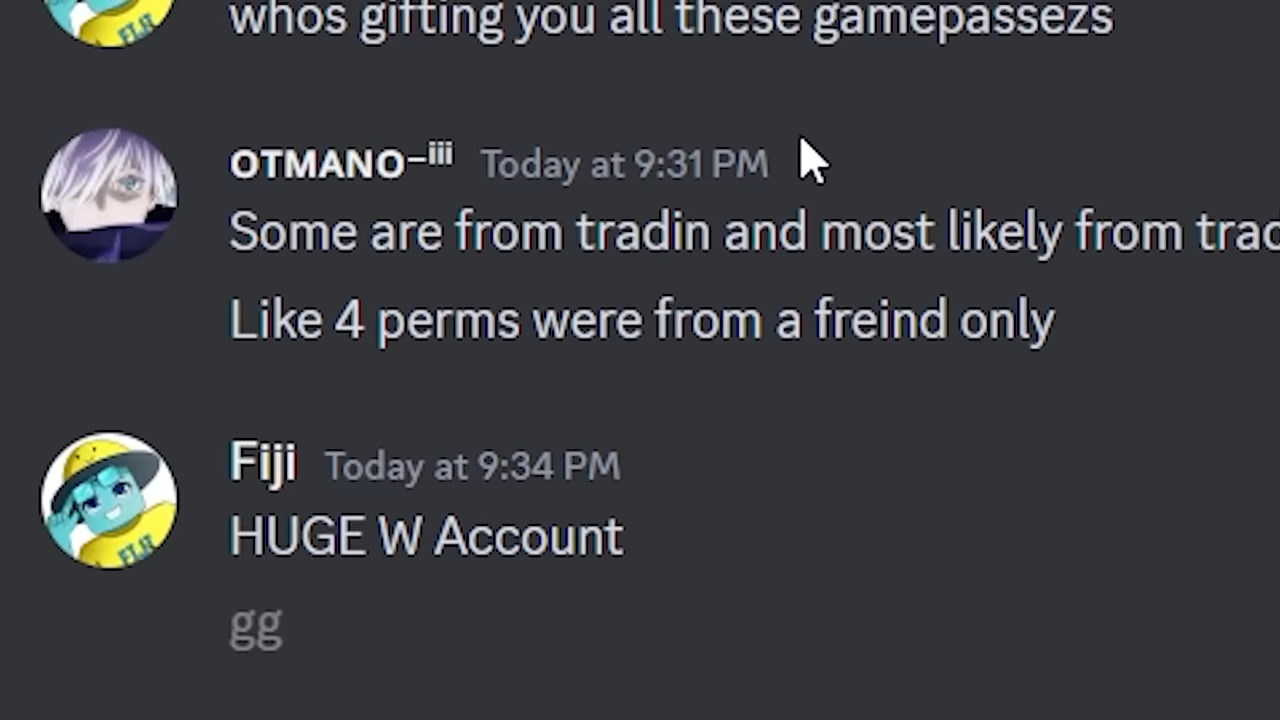 whos gifting you all these gamepassezs
OTMANO-ⁱⁱⁱ Today at 9:31 PM
Some are from tradin and most likely from
Like 4 perms were from a freind only
Fiji Today at 9:34 PM
HUGE W Account
gg